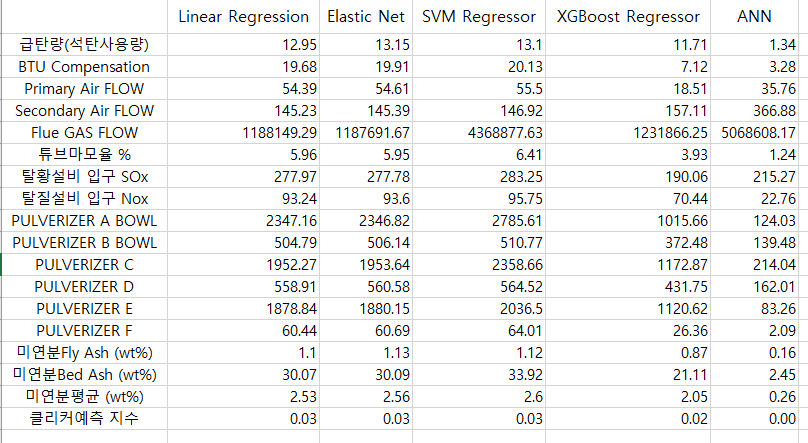 Linear Regression Elastic Net SVM Regressor XGBoost Regressor ANN
급탄량(석탄사용량) 12.95 13.15 13.1 11.71 1.34
BTU Compensation 19.68 19.91 20.13 7.12 3.28
Primary Air FLOW 54.39 54.61 55.5 18.51 35.76
Secondary Air FLOW 145.23 145.39 146.92 157.11 366.88
Flue GAS FLOW 1188149.29 1187691.67 4368877.63 1231866.25 5068608.17
튜브마모율 % 5.96 5.95 6.41 3.93 1.24
탈황설비 입구 SOx 277.97 277.78 283.25 190.06 215.27
탈질설비 입구 Nox 93.24 93.6 95.75 70.44 22.76
PULVERIZER A BOWL 2347.16 2346.82 2785.61 1015.66 124.03
PULVERIZER B BOWL 504.79 506.14 510.77 372.48 139.48
PULVERIZER C 1952.27 1953.64 2358.66 1172.87 214.04
PULVERIZER D 558.91 560.58 564.52 431.75 162.01
PULVERIZER E 1878.84 1880.15 2036.5 1120.62 83.26
PULVERIZER F 60.44 60.69 64.01 26.36 2.09
미연분Fly Ash (wt%) 1.1 1.13 1.12 0.87 0.16
미연분Bed Ash (wt%) 30.07 30.09 33.92 21.11 2.45
미연분평균 (wt%) 2.53 2.56 2.6 2.05 0.26
클리커예측 지수 0.03 0.03 0.03 0.02 0.00